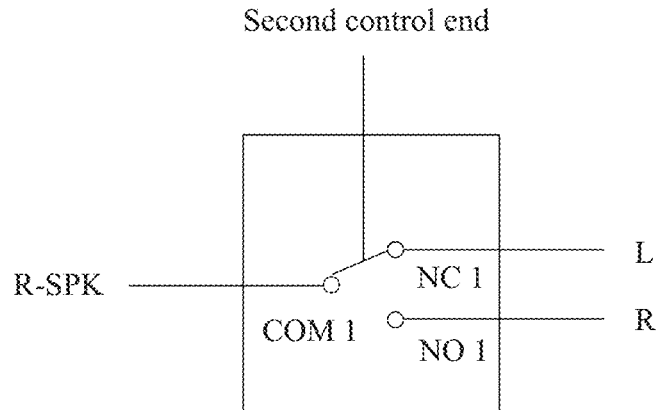 Second control end
L
R-SPK
NC 1
COM 1
R
NO 1